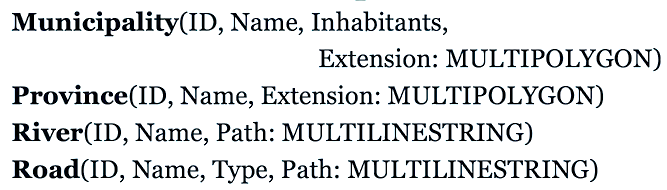 Municipality(ID, Name, Inhabitants,
Extension: MULTIPOLYGON)
Province(ID, Name, Extension: MULTIPOLYGON)
River(ID, Name, Path: MULTILINESTRING)
Road(ID, Name, Type, Path: MULTILINESTRING)